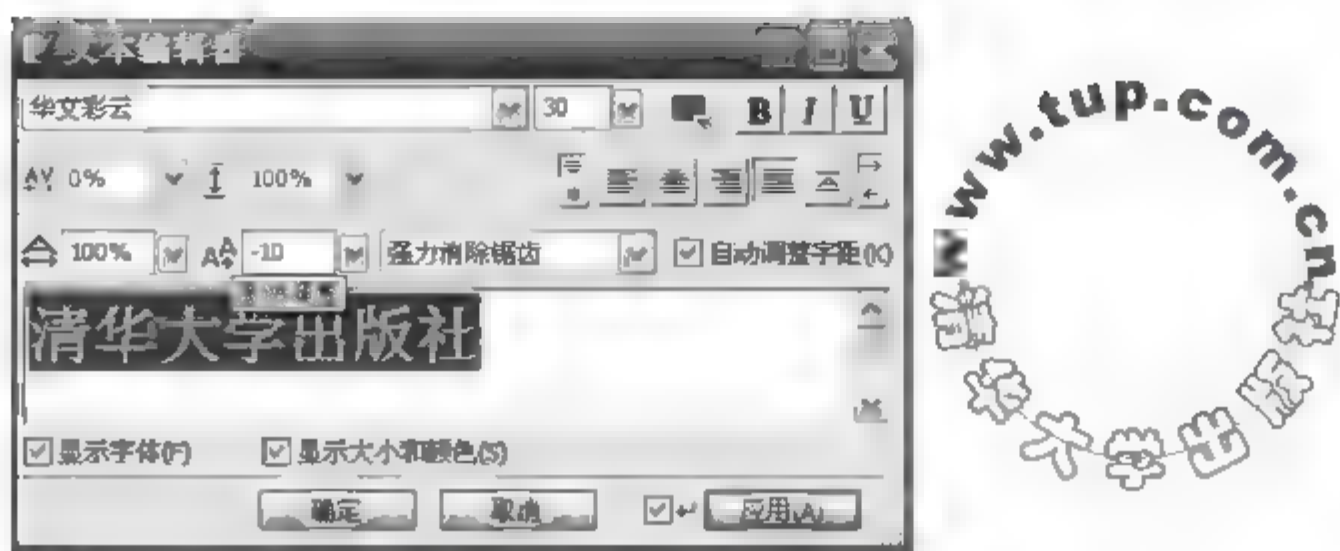 文本编辑器
华文彩云 30 B I U
AV 0% 100%
100% A -10 强力消除锯齿 自动调整字距(K)
清华大学出版社
显示字体(F) 显示大小和颜色(S)
确定 取消 应用(A)
www.tup.com.cn
清华大学出版社